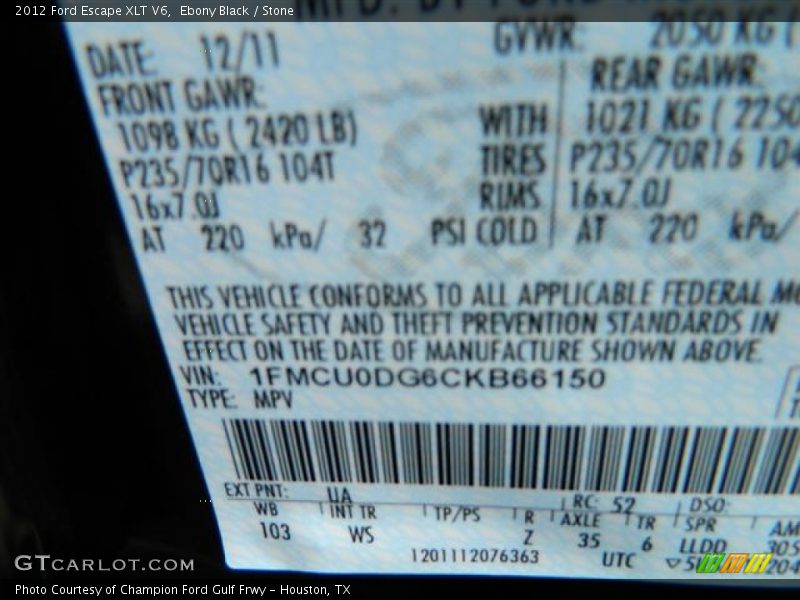 2012 Ford Escape XLT V6, Ebony Black / Stone
DATE: 12/11
GVWR: 2050 KG (
FRONT GAWR:
REAR GAWR:
1098 KG ( 2420 LB)
WITH
1021 KG ( 2250
P235/70R16 104T
TIRES
P235/70R16 104
16x7.0J
RIMS
16x7.0J
AT 220 kPa/ 32 PSI COLD
AT 220 kPa/
THIS VEHICLE CONFORMS TO ALL APPLICABLE FEDERAL MO
VEHICLE SAFETY AND THEFT PREVENTION STANDARDS IN
EFFECT ON THE DATE OF MANUFACTURE SHOWN ABOVE.
VIN: 1FMCU0DG6CKB66150
TYPE: MPV
EXT PNT: UA
RC: 52 DSO:
WB INT TR TP/PS R AXLE TR SPR AM
103 WS Z 35 6 LLDD 305
1201112076363 UTC
GTCarLot.com
Photo Courtesy of Champion Ford Gulf Frwy – Houston, TX